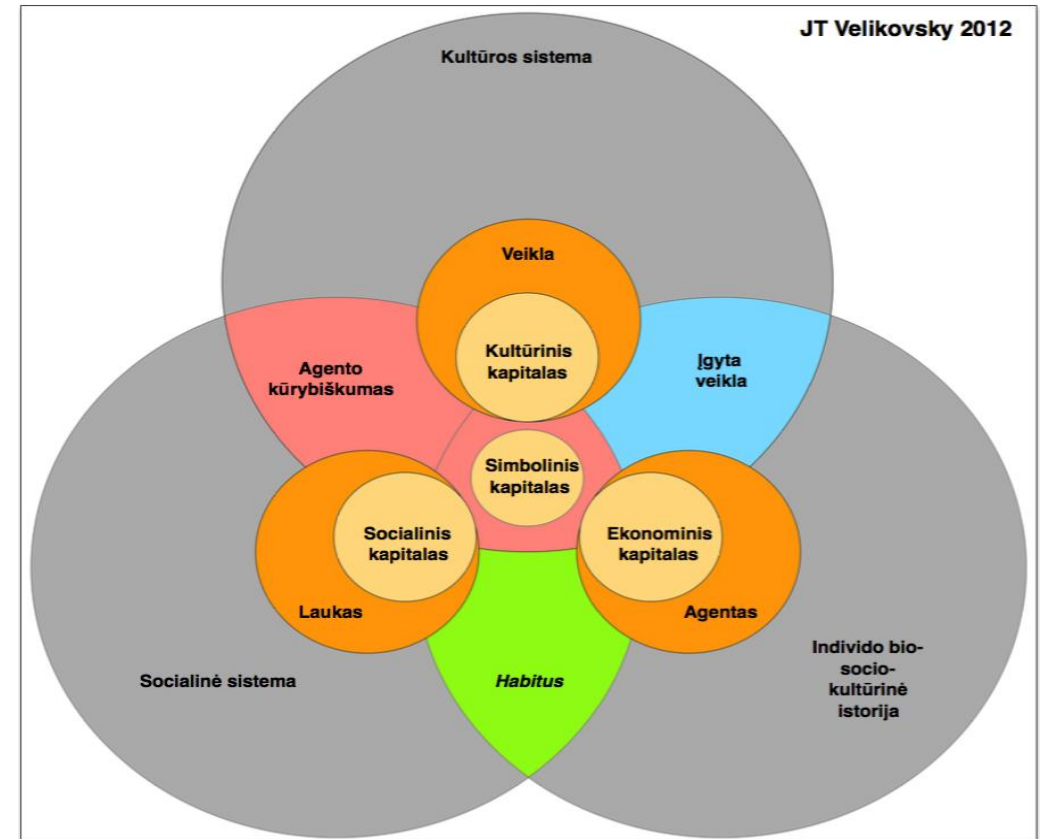 JT Velikovsky 2012
Kultūros sistema
Veikla
Kultūrinis
kapitalas
Agento
kūrybiškumas
Įgyta
veikla
Simbolinis
kapitalas
Socialinis
kapitalas
Ekonominis
kapitalas
Laukas
Agentas
Socialinė sistema
Habitus
Individo bio-
socio-
kultūrinė
istorija